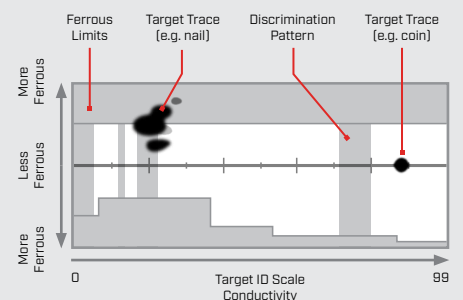 Ferrous
Limits
Target Trace
(e.g. nail)
Discrimination
Pattern
Target Trace
(e.g. coin)
More
Ferrous
Less
Ferrous
More
Ferrous
0
Target ID Scale
Conductivity
99